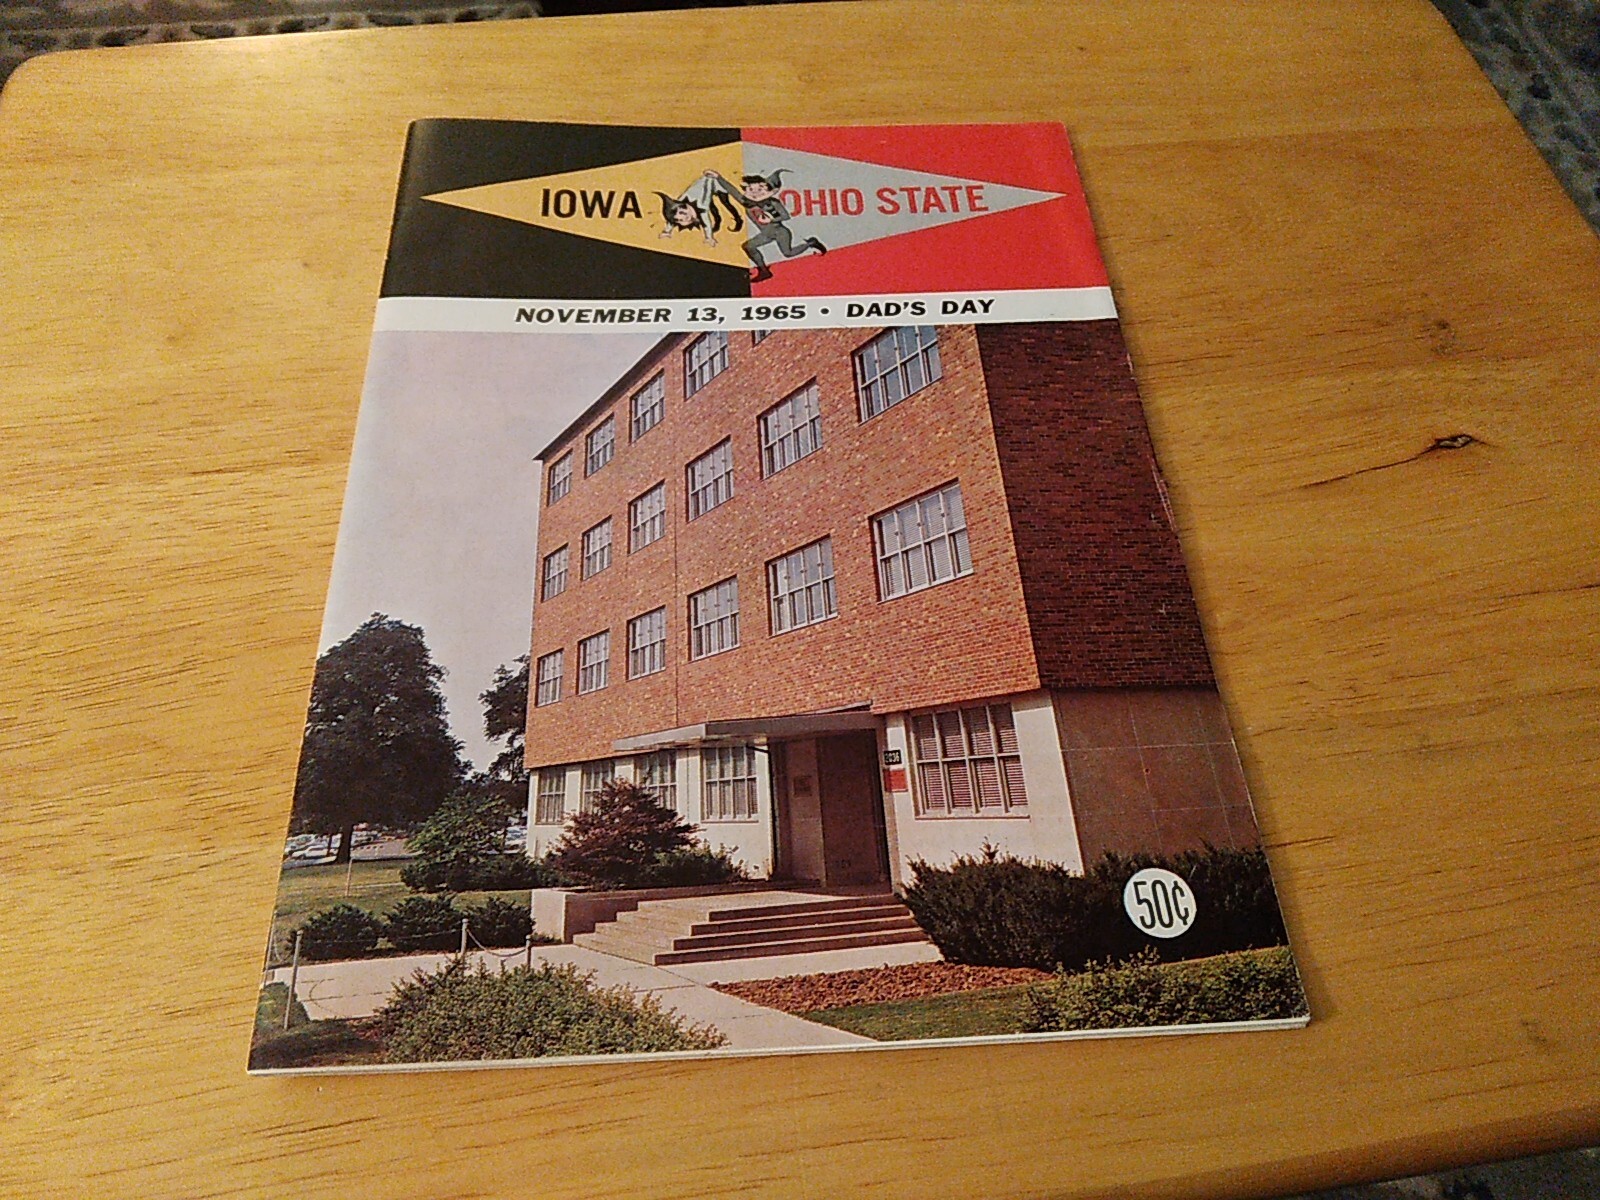 IOWA
OHIO STATE
NOVEMBER 13, 1965 • DAD'S DAY
50¢